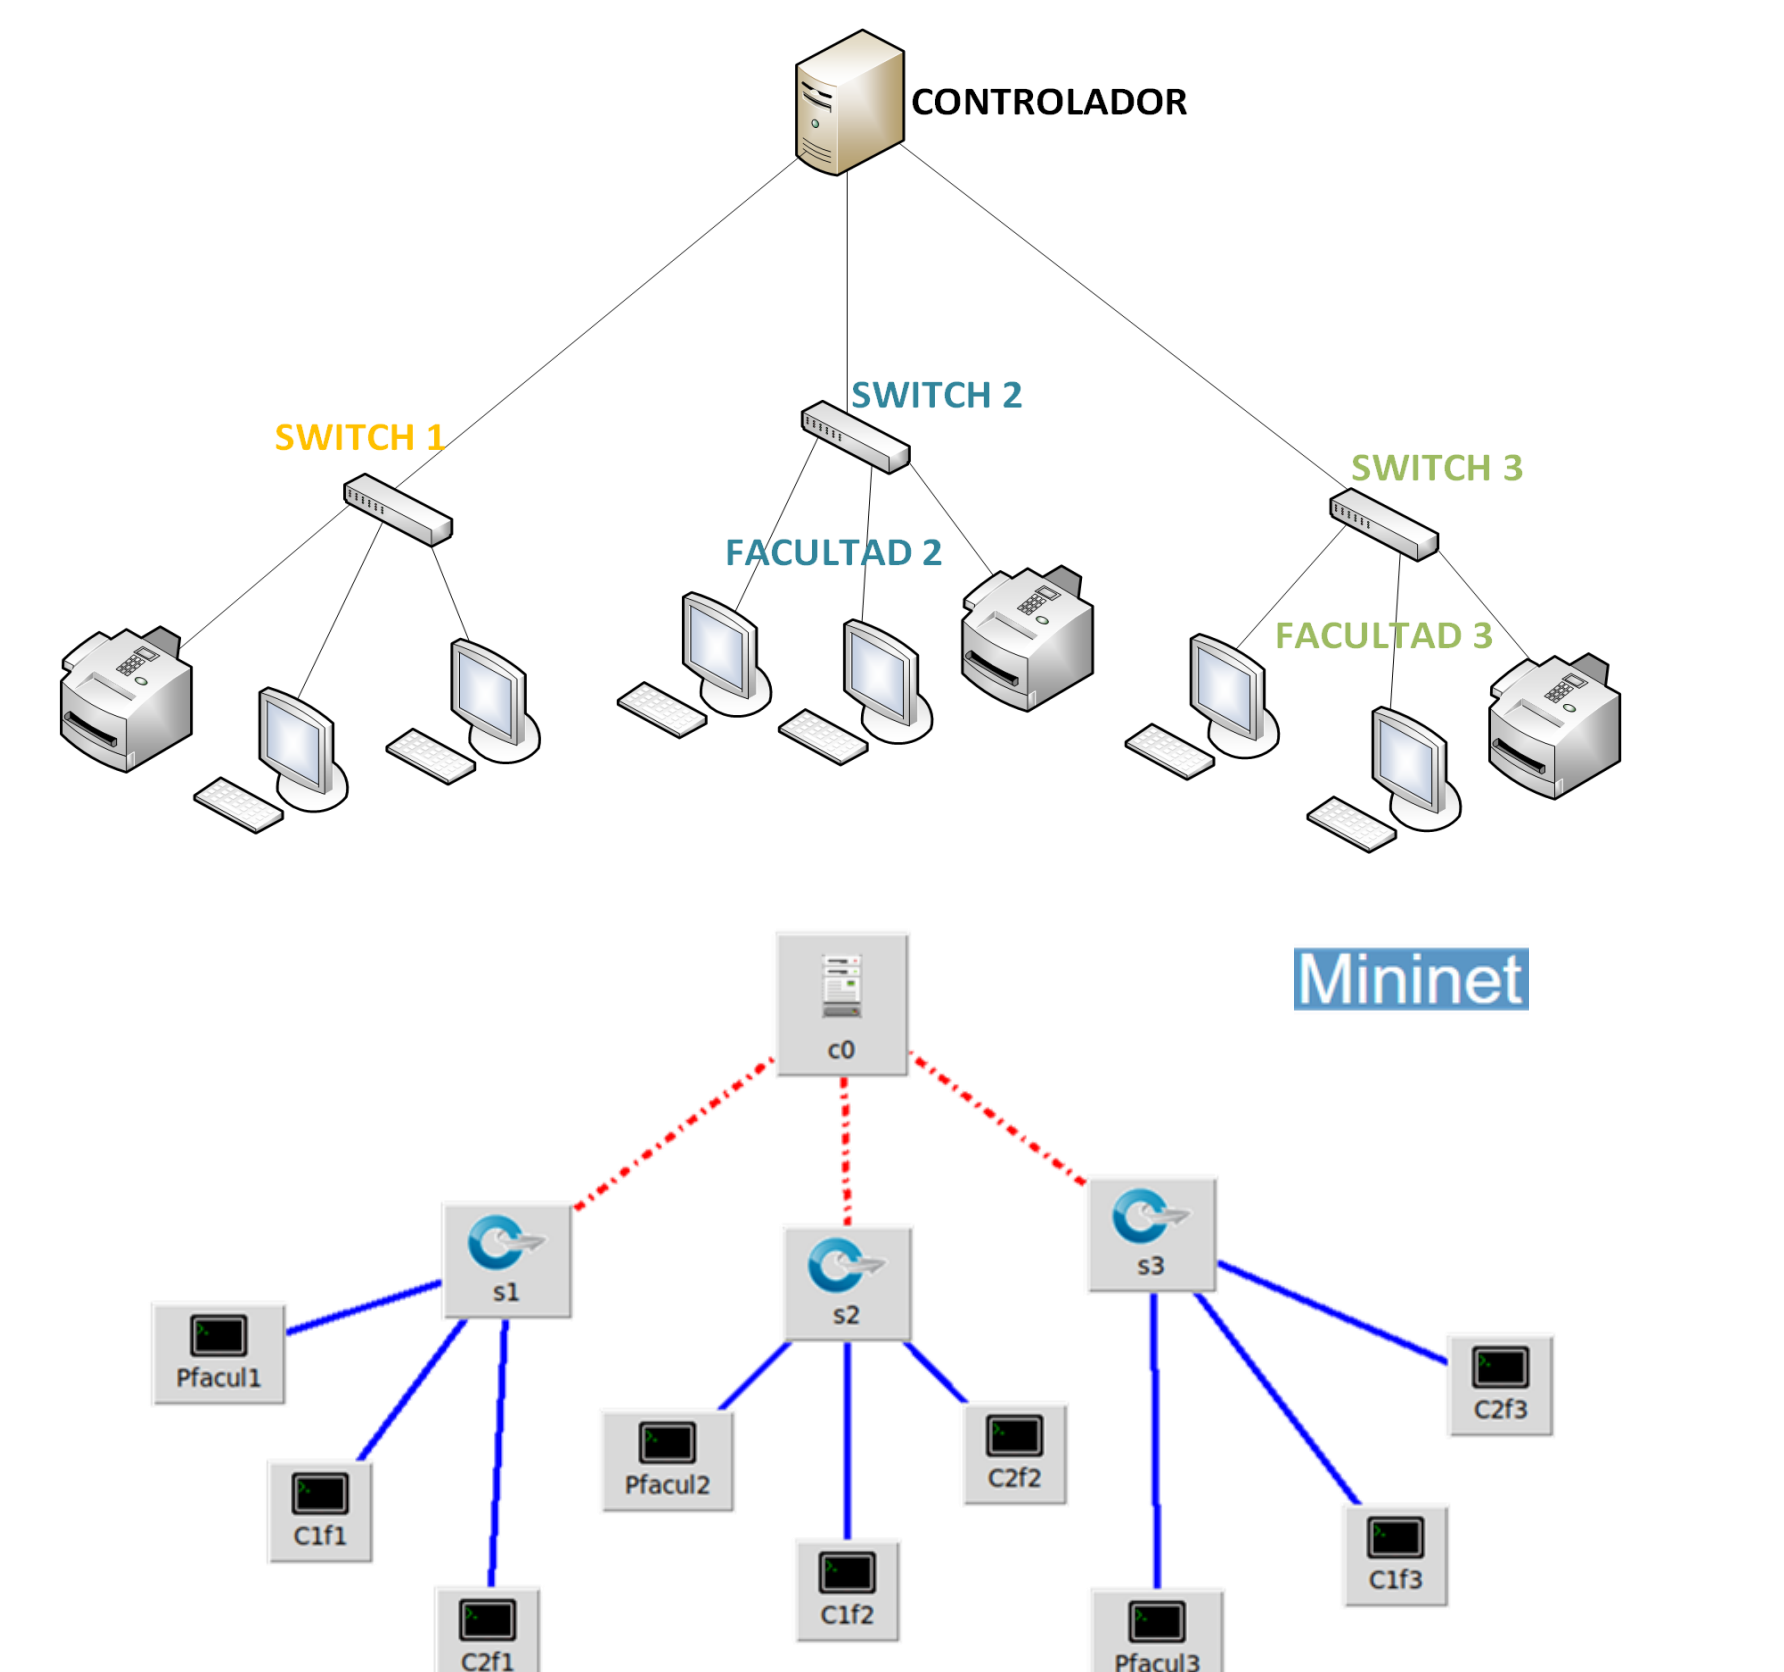 CONTROLADOR
SWITCH 2
SWITCH 1
SWITCH 3
FACULTAD 2
FACULTAD 3
Mininet
c0
s3
s1
s2
Pfacul1
C2f3
C2f2
Pfacul2
C1f1
C1f3
C1f2
C2f1
Pfacul3